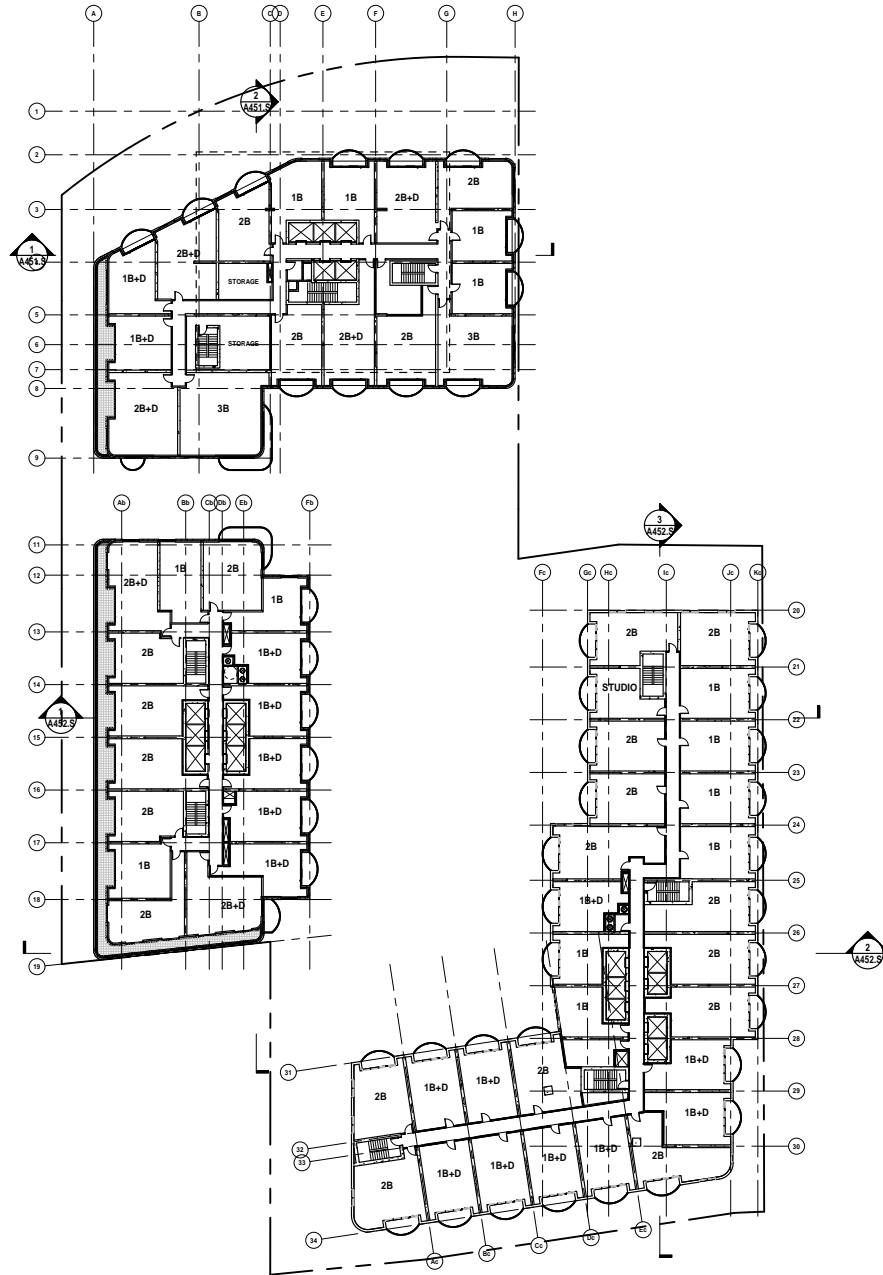 A B C D E F G H
2
A451.S
1
2
2B
1B 1B 2B+D
3
2B
1B
1
A451.S
2B+D
1B+D
STORAGE
1B
5
1B+D
STORAGE
2B 2B+D 2B 3B
6
7
8
2B+D 3B
9
Ab Bb Cb Db Eb Fb
3
A452.S
11
12
1B 2B
2B+D
1B
Fc Gc Hc Ic Jc Kc
20
13
2B 2B
2B 1B+D
21
14
STUDIO 1B
2B 1B+D
1
A452.S
22
15
2B 1B
2B 1B+D
23
16
2B 1B
2B 1B+D
24
17
2B 1B
1B 1B+D
25
18
1B+D 2B
2B 2B+D
26
19
1B 2B
2
A452.S
27
1B 2B
28
1B+D
31
2B 1B+D 1B+D 2B
29
1B+D
30
32
33
2B 1B+D 1B+D 1B+D 1B+D 2B
34
Ac Bc Cc Dc Ec